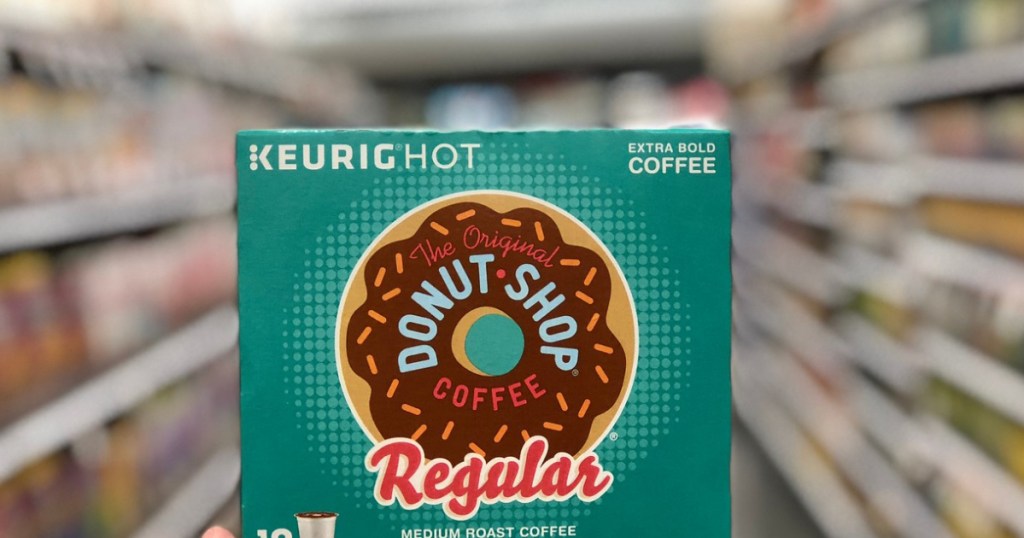 KEURIG® HOT
EXTRA BOLD
COFFEE
The Original
DONUT•SHOP®
COFFEE
®
Regular
MEDIUM ROAST COFFEE